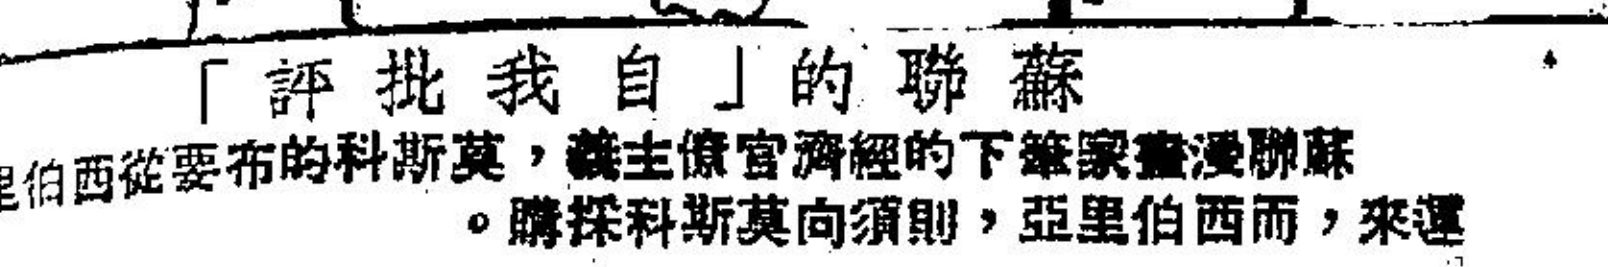 蘇聯的「自我批評」
蘇聯漫畫家筆下的經濟官僚主義，莫斯科的布要從西伯里
運來，而西伯里亞，則須向莫斯科採購。